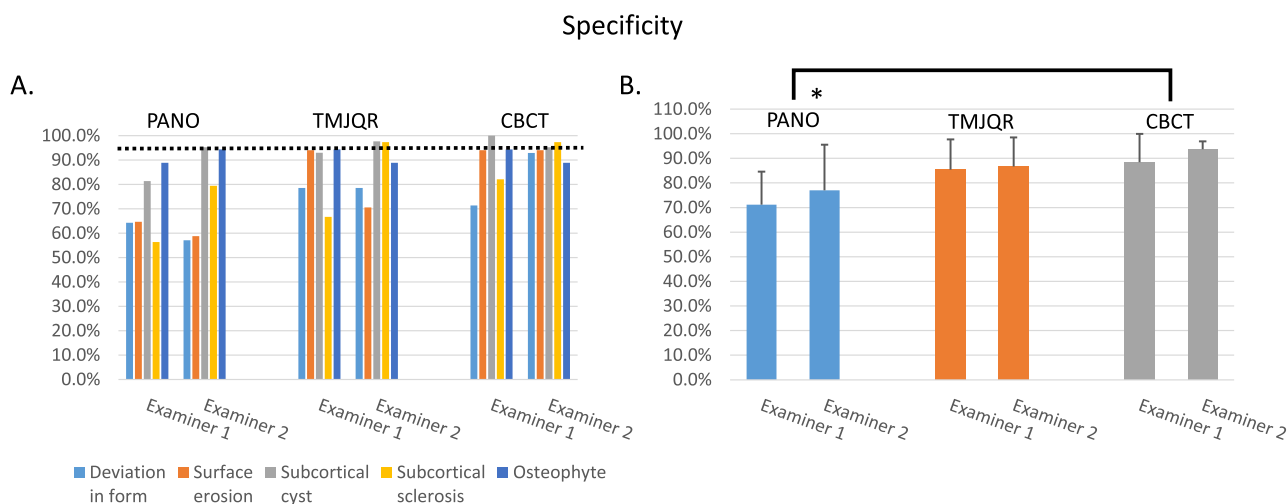 Specificity
A.
PANO
TMJQR
CBCT
100.0%
90.0%
80.0%
70.0%
60.0%
50.0%
40.0%
30.0%
20.0%
10.0%
0.0%
Examiner 1
Examiner 2
Examiner 1
Examiner 2
Examiner 1
Examiner 2
Deviation
in form
Surface
erosion
Subcortical
cyst
Subcortical
sclerosis
Osteophyte
B.
*
PANO
TMJQR
CBCT
110.0%
100.0%
90.0%
80.0%
70.0%
60.0%
50.0%
40.0%
30.0%
20.0%
10.0%
0.0%
Examiner 1
Examiner 2
Examiner 1
Examiner 2
Examiner 1
Examiner 2